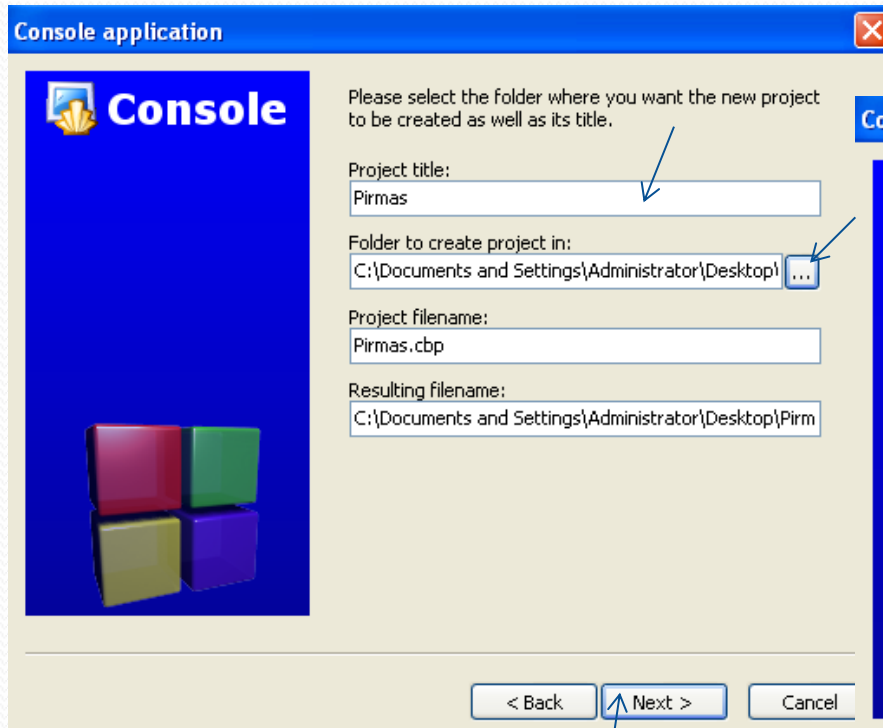 Console application
Console
Please select the folder where you want the new project
to be created as well as its title.
Project title:
Pirmas
Folder to create project in:
C:\Documents and Settings\Administrator\Desktop\
...
Project filename:
Pirmas.cbp
Resulting filename:
C:\Documents and Settings\Administrator\Desktop\Pirm
< Back
Next >
Cancel